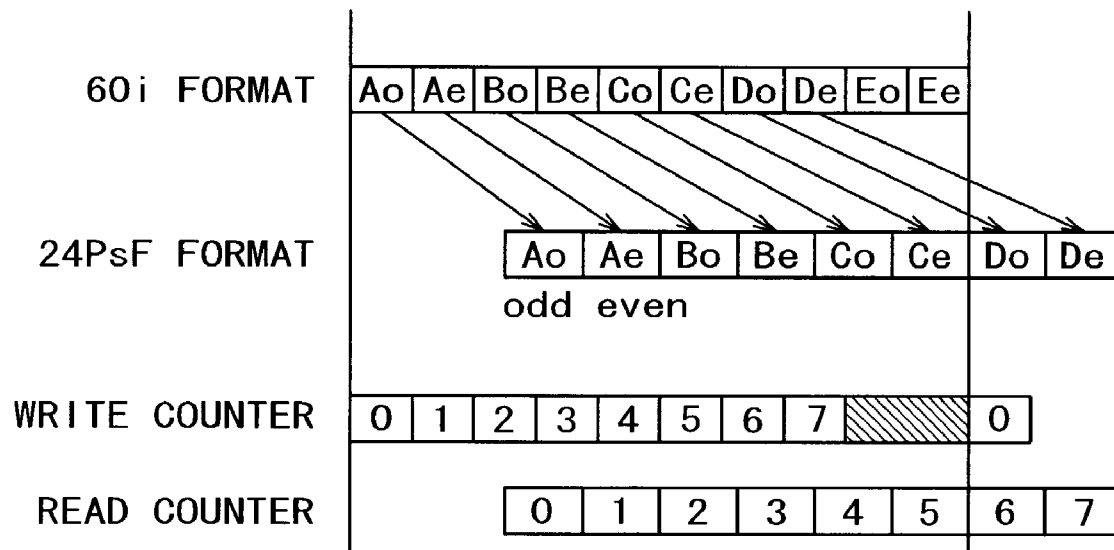 60i FORMAT Ao Ae Bo Be Co Ce Do De Eo Ee
24PsF FORMAT Ao Ae Bo Be Co Ce Do De
odd even
WRITE COUNTER 0 1 2 3 4 5 6 7 0
READ COUNTER 0 1 2 3 4 5 6 7